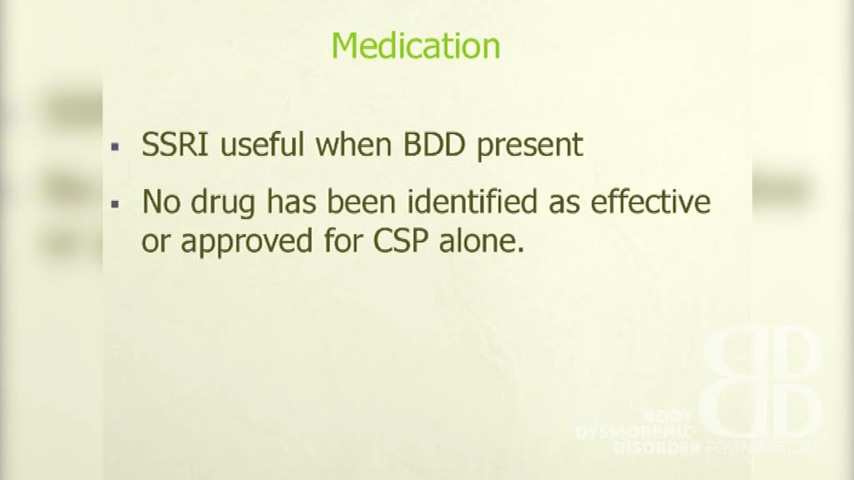 Medication
▪ SSRI useful when BDD present
▪ No drug has been identified as effective
or approved for CSP alone.
BDD
BODY
DYSMORPHIC
DISORDER FOUNDATION